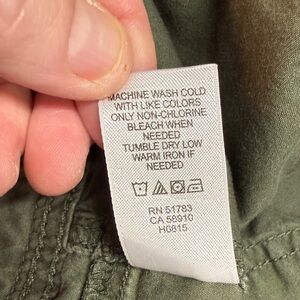 MACHINE WASH COLD
WITH LIKE COLORS
ONLY NON-CHLORINE
BLEACH WHEN
NEEDED
TUMBLE DRY LOW
WARM IRON IF
NEEDED
RN 51783
CA 58910
H0815